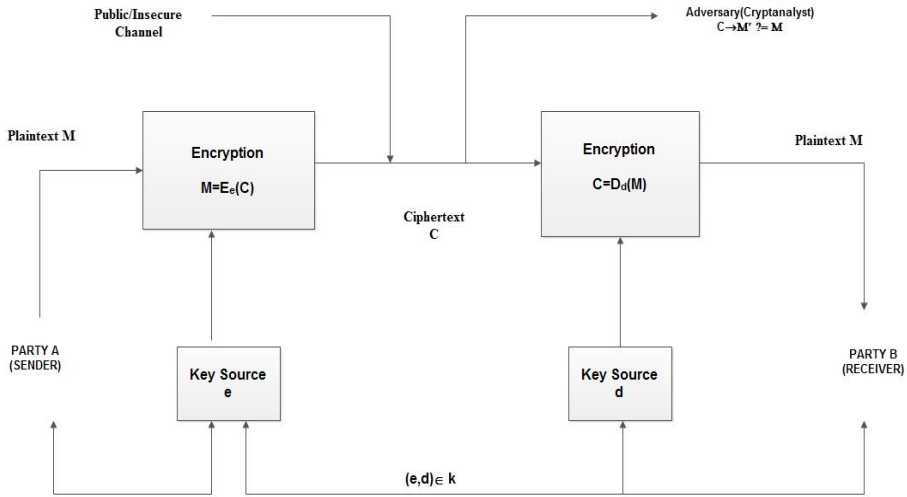 Public/Insecure
Channel
Adversary(Cryptanalyst)
C→M' ?= M
Plaintext M
Encryption
M=Eₑ(C)
Ciphertext
C
Encryption
C=D_d(M)
Plaintext M
PARTY A
(SENDER)
Key Source
e
Key Source
d
PARTY B
(RECEIVER)
(e,d)∈ k